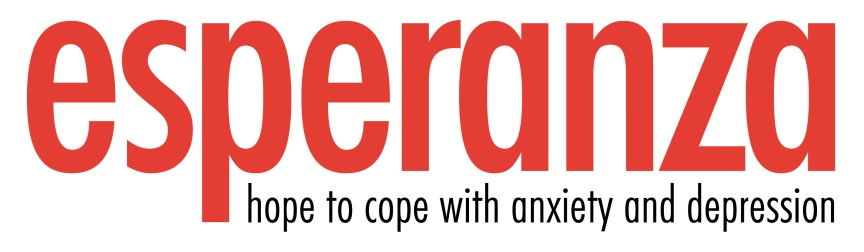 esperanza
hope to cope with anxiety and depression